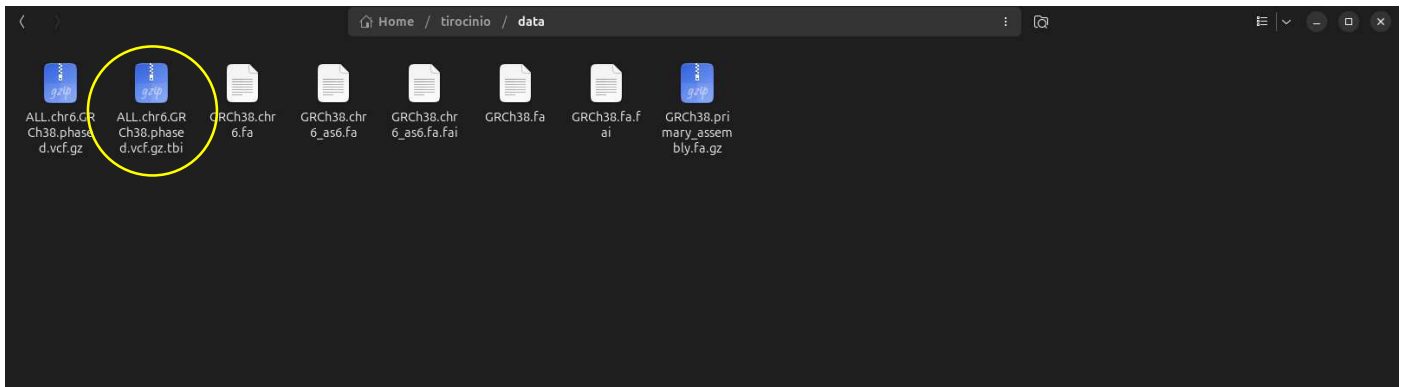 Home / tirocinio / data
gzip
gzip
gzip
ALL.chr6.GR
Ch38.phase
d.vcf.gz
ALL.chr6.GR
Ch38.phase
d.vcf.gz.tbi
GRCh38.chr
6.fa
GRCh38.chr
6_as6.fa
GRCh38.chr
6_as6.fa.fai
GRCh38.fa
GRCh38.fa.f
ai
GRCh38.pri
mary_assem
bly.fa.gz